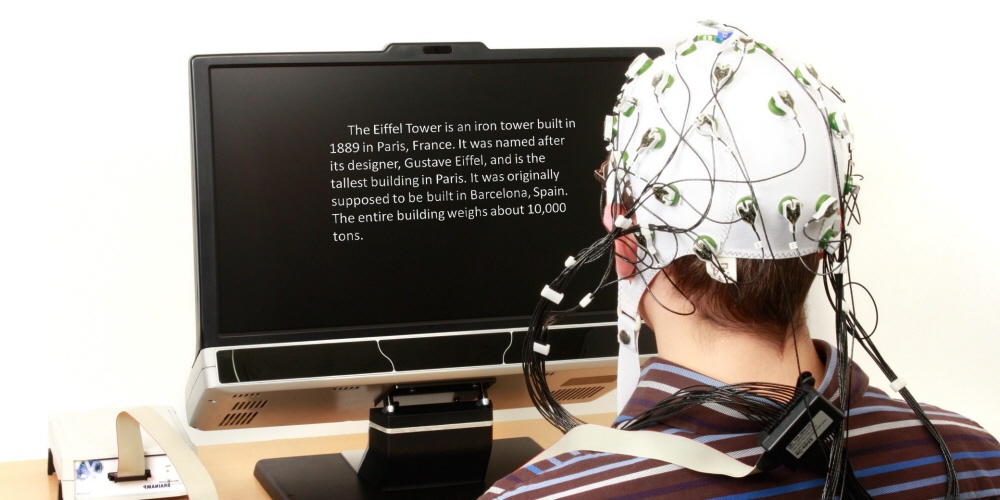 The Eiffel Tower is an iron tower built in
1889 in Paris, France. It was named after
its designer, Gustave Eiffel, and is the
tallest building in Paris. It was originally
supposed to be built in Barcelona, Spain.
The entire building weighs about 10,000
tons.
BRAINAMP